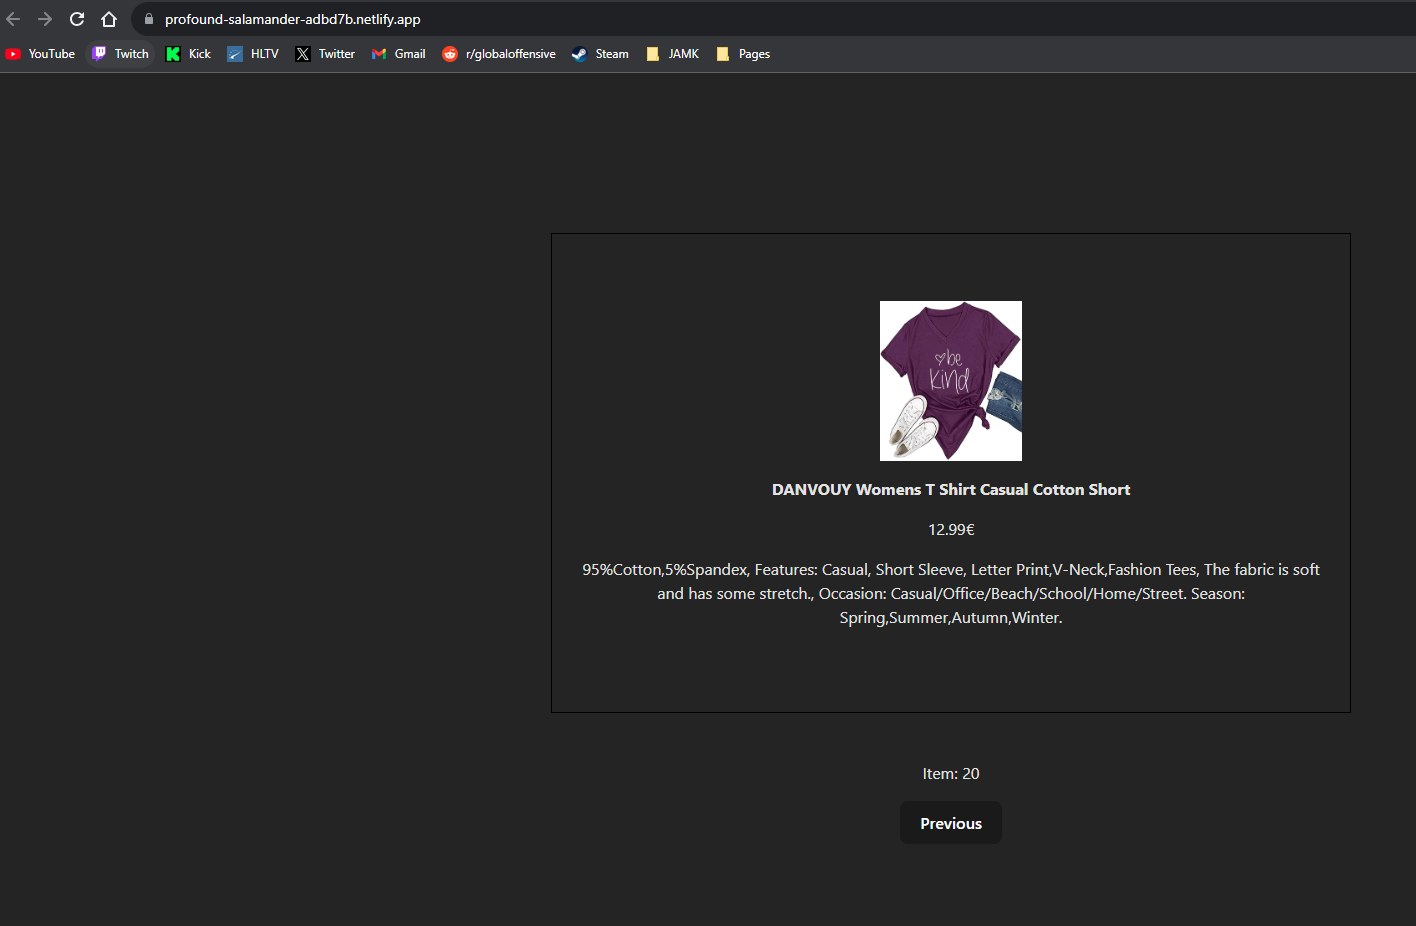 profound-salamander-adbd7b.netlify.app
YouTube Twitch Kick HLTV Twitter Gmail r/globaloffensive Steam JAMK Pages
be
kind
DANVOUY Womens T Shirt Casual Cotton Short
12.99€
95%Cotton,5%Spandex, Features: Casual, Short Sleeve, Letter Print,V-Neck,Fashion Tees, The fabric is soft
and has some stretch., Occasion: Casual/Office/Beach/School/Home/Street. Season:
Spring,Summer,Autumn,Winter.
Item: 20
Previous